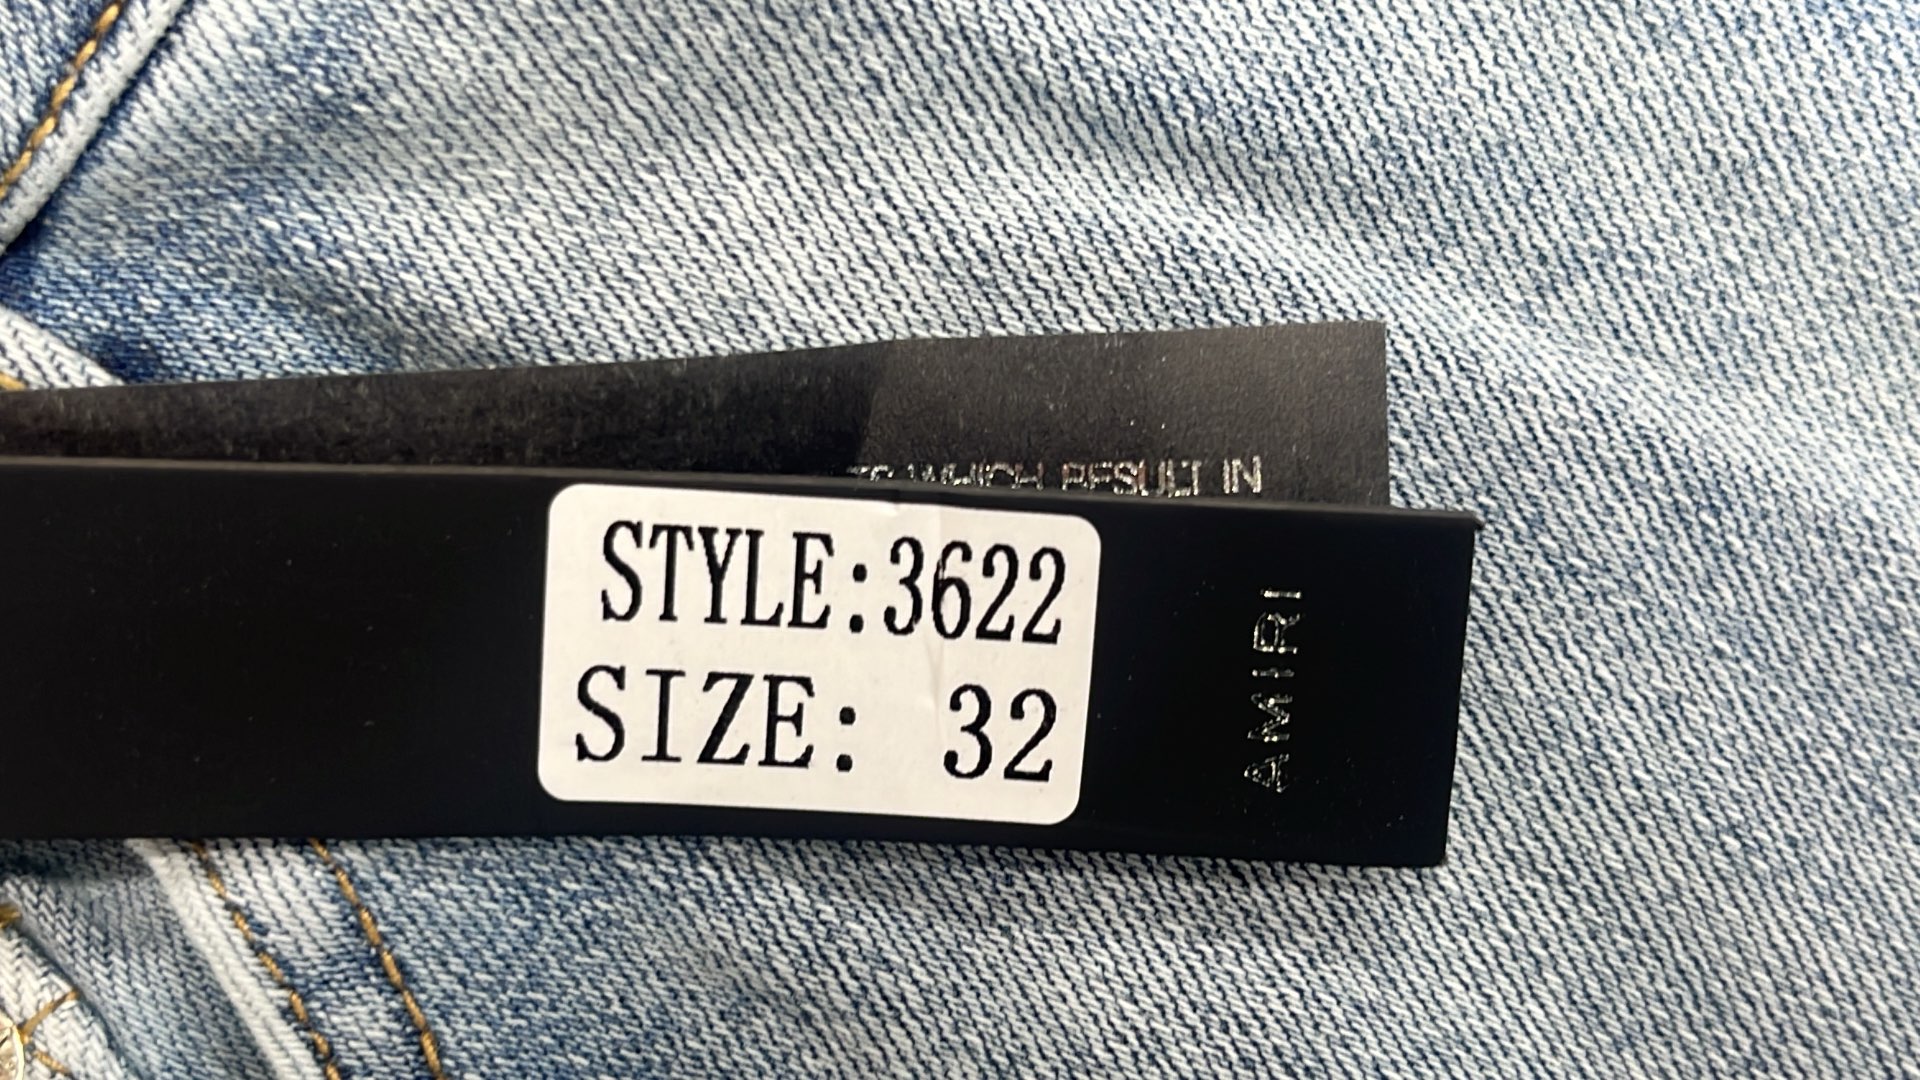 WHICH RESULT IN
STYLE:3622
SIZE: 32
AMIRI